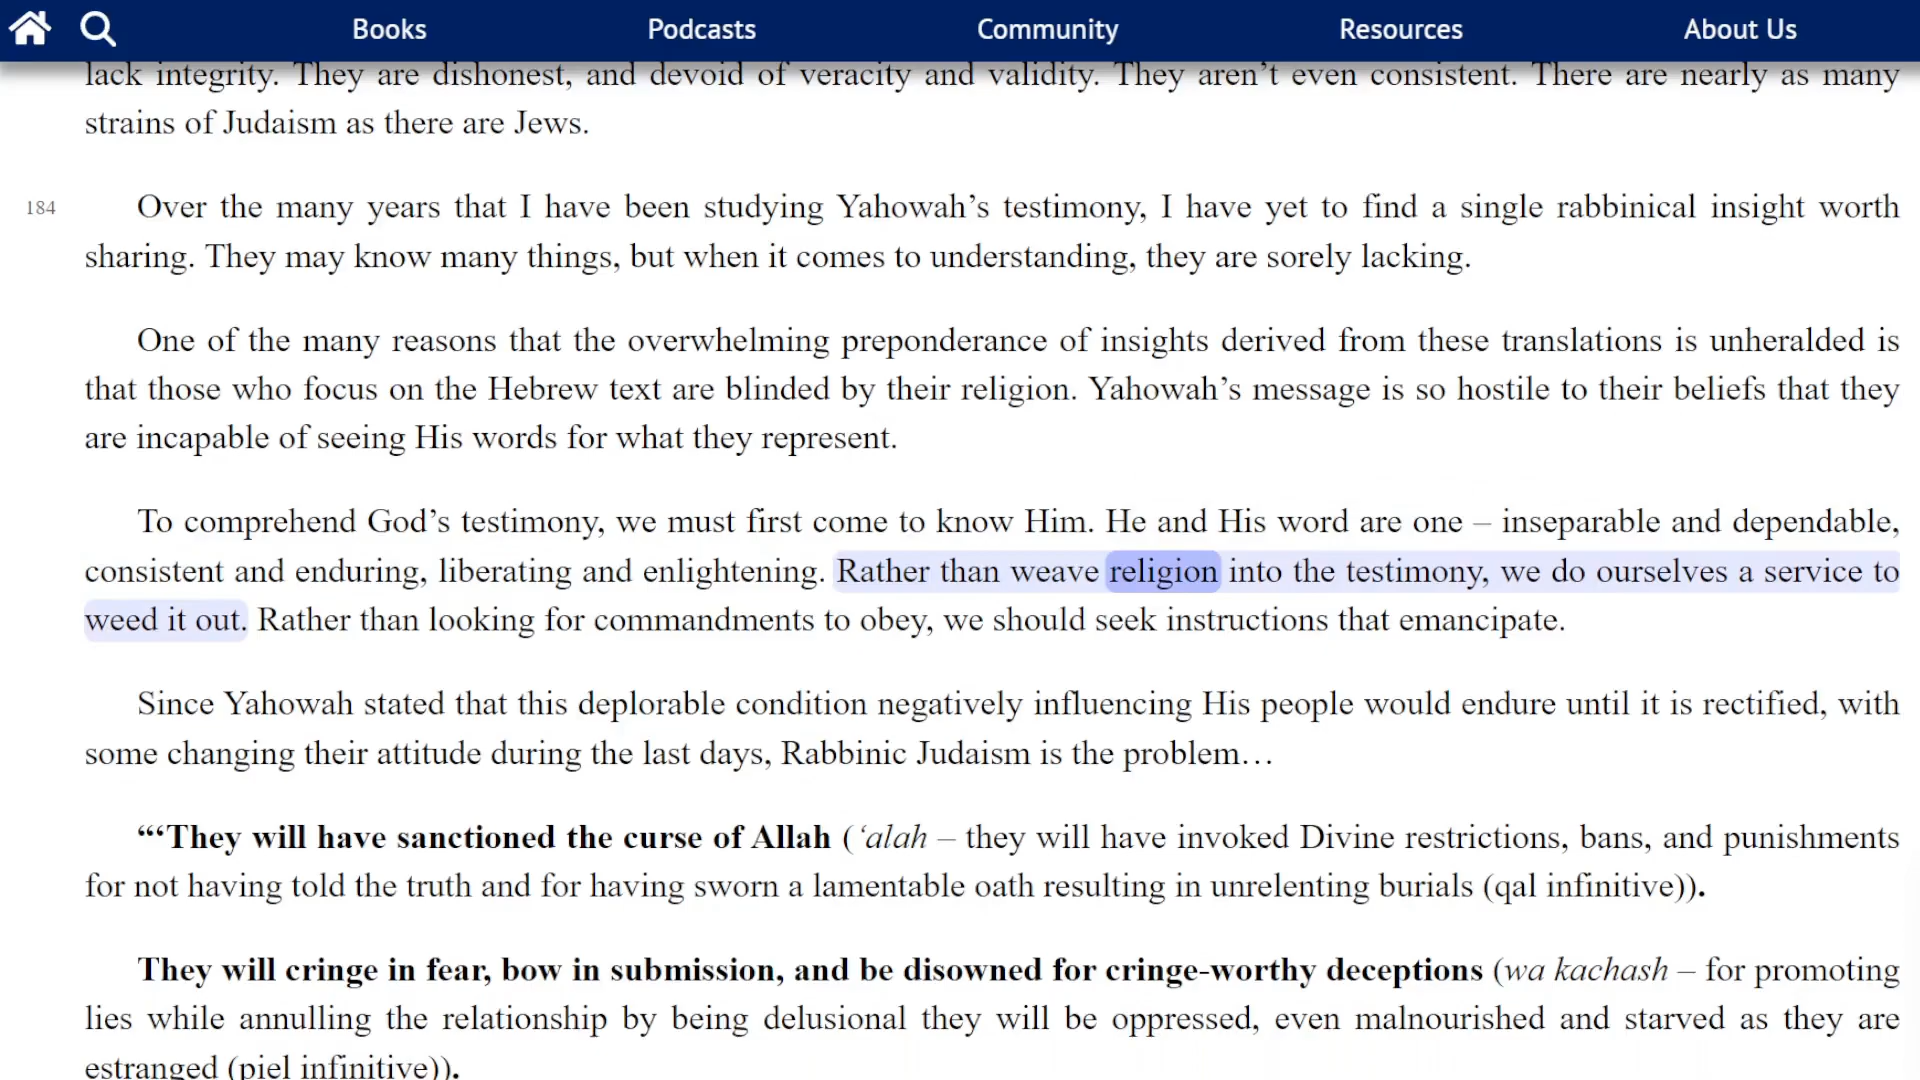 Books Podcasts Community Resources About Us
lack integrity. They are dishonest, and devoid of veracity and validity. They aren’t even consistent. There are nearly as many
strains of Judaism as there are Jews.
184 Over the many years that I have been studying Yahowah’s testimony, I have yet to find a single rabbinical insight worth
sharing. They may know many things, but when it comes to understanding, they are sorely lacking.
One of the many reasons that the overwhelming preponderance of insights derived from these translations is unheralded is
that those who focus on the Hebrew text are blinded by their religion. Yahowah’s message is so hostile to their beliefs that they
are incapable of seeing His words for what they represent.
To comprehend God’s testimony, we must first come to know Him. He and His word are one – inseparable and dependable,
consistent and enduring, liberating and enlightening. Rather than weave religion into the testimony, we do ourselves a service to
weed it out. Rather than looking for commandments to obey, we should seek instructions that emancipate.
Since Yahowah stated that this deplorable condition negatively influencing His people would endure until it is rectified, with
some changing their attitude during the last days, Rabbinic Judaism is the problem…
“‘They will have sanctioned the curse of Allah (‘alah – they will have invoked Divine restrictions, bans, and punishments
for not having told the truth and for having sworn a lamentable oath resulting in unrelenting burials (qal infinitive)).
They will cringe in fear, bow in submission, and be disowned for cringe-worthy deceptions (wa kachash – for promoting
lies while annulling the relationship by being delusional they will be oppressed, even malnourished and starved as they are
estranged (piel infinitive)).